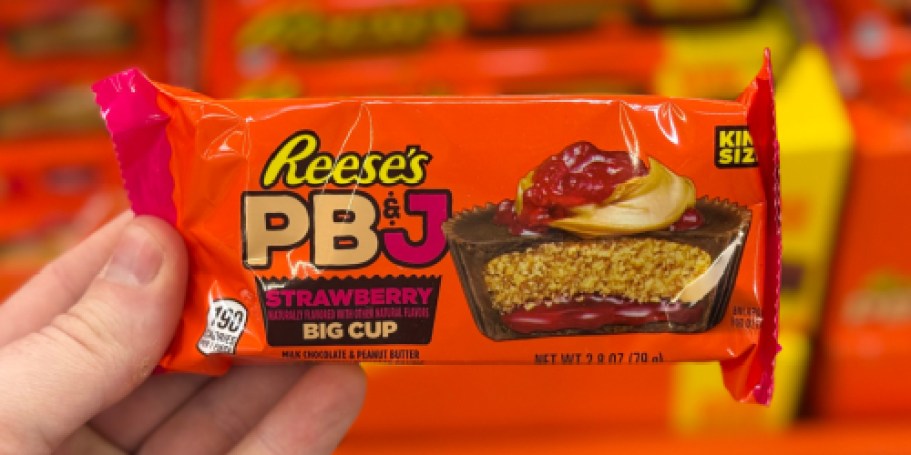 Reese's
PB&J
STRAWBERRY
NATURALLY FLAVORED WITH OTHER NATURAL FLAVORS
BIG CUP
MILK CHOCOLATE & PEANUT BUTTER
190
CALORIES
KING
SIZ
NET WT 2.8 OZ (79 g)